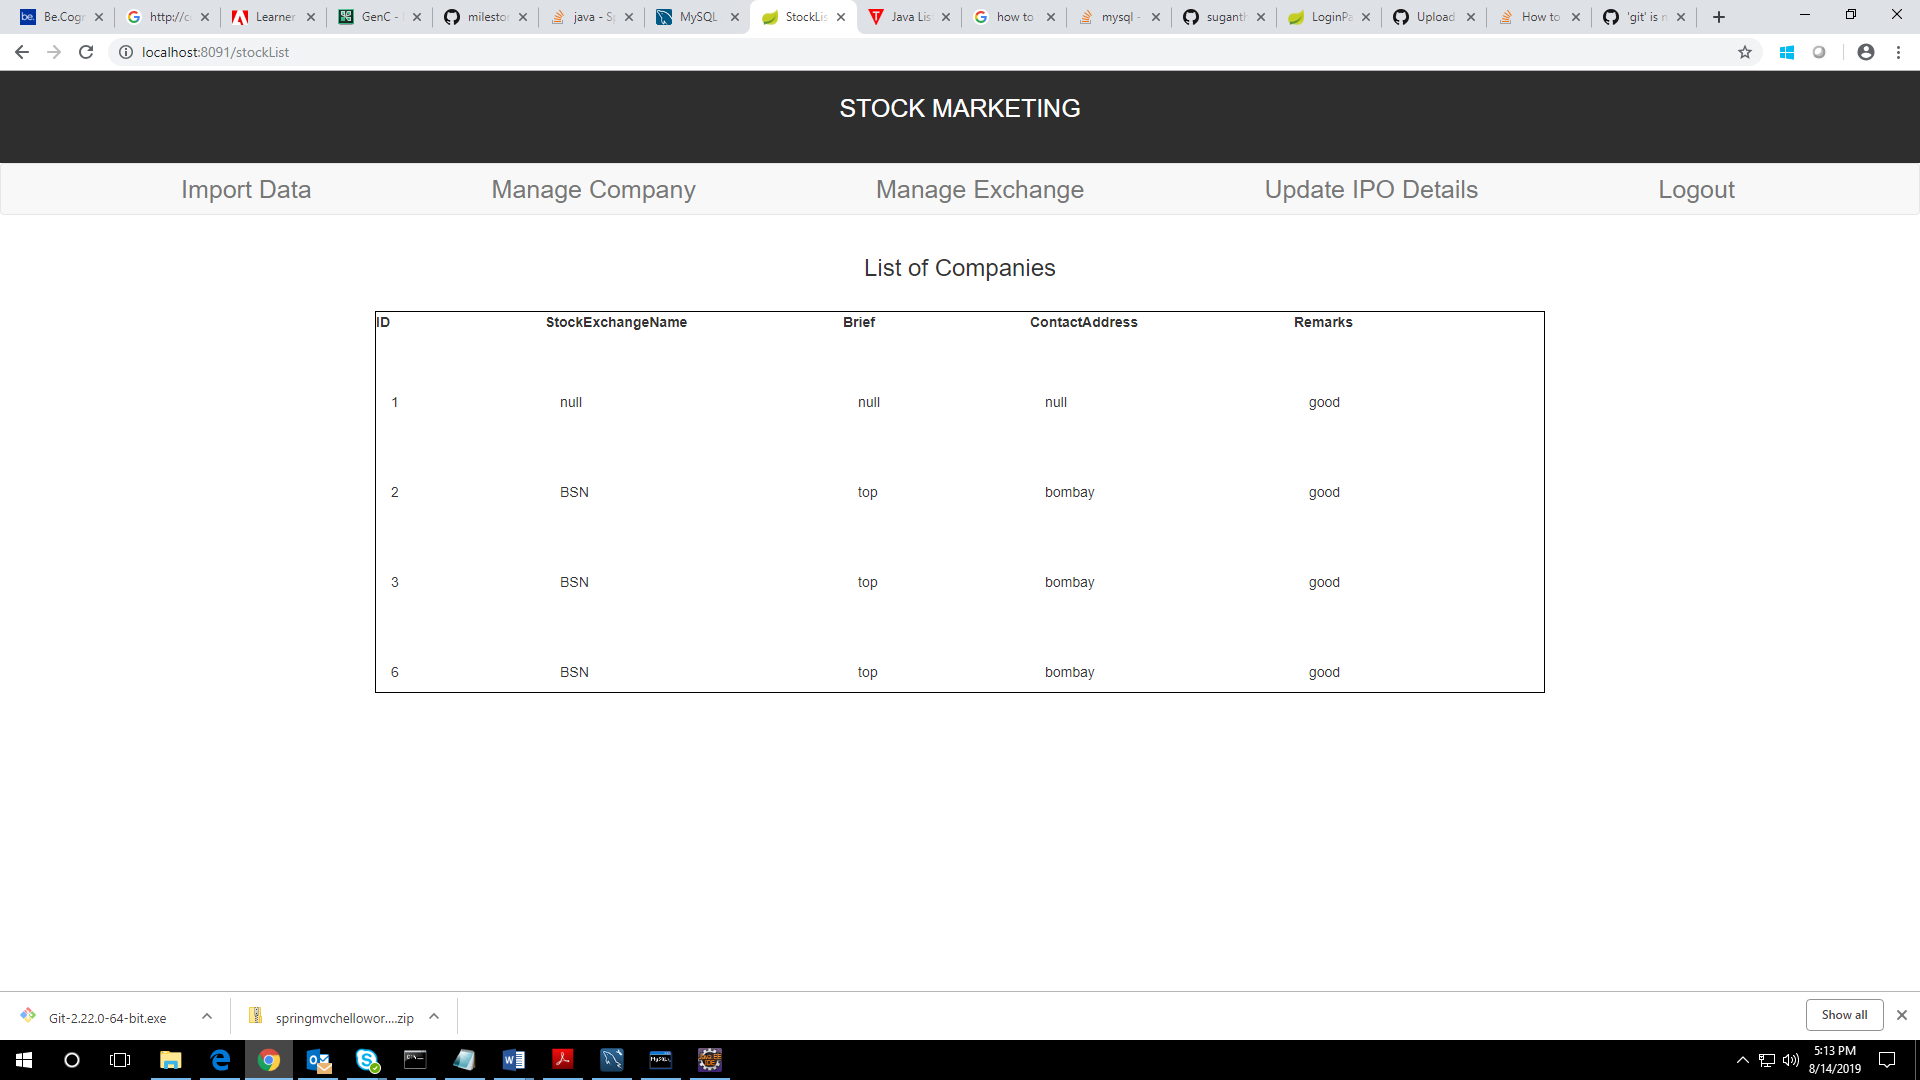 Be.Cogn http://cr Learner GenC - milesto java - Sp MySQL StockLis Java Lis how to mysql - sugantl LoginPa Upload How to 'git' is n
localhost:8091/stockList
STOCK MARKETING
Import Data Manage Company Manage Exchange Update IPO Details Logout
List of Companies
ID StockExchangeName Brief ContactAddress Remarks
1 null null null good
2 BSN top bombay good
3 BSN top bombay good
6 BSN top bombay good
Git-2.22.0-64-bit.exe springmvchellowor....zip Show all
5:13 PM
8/14/2019